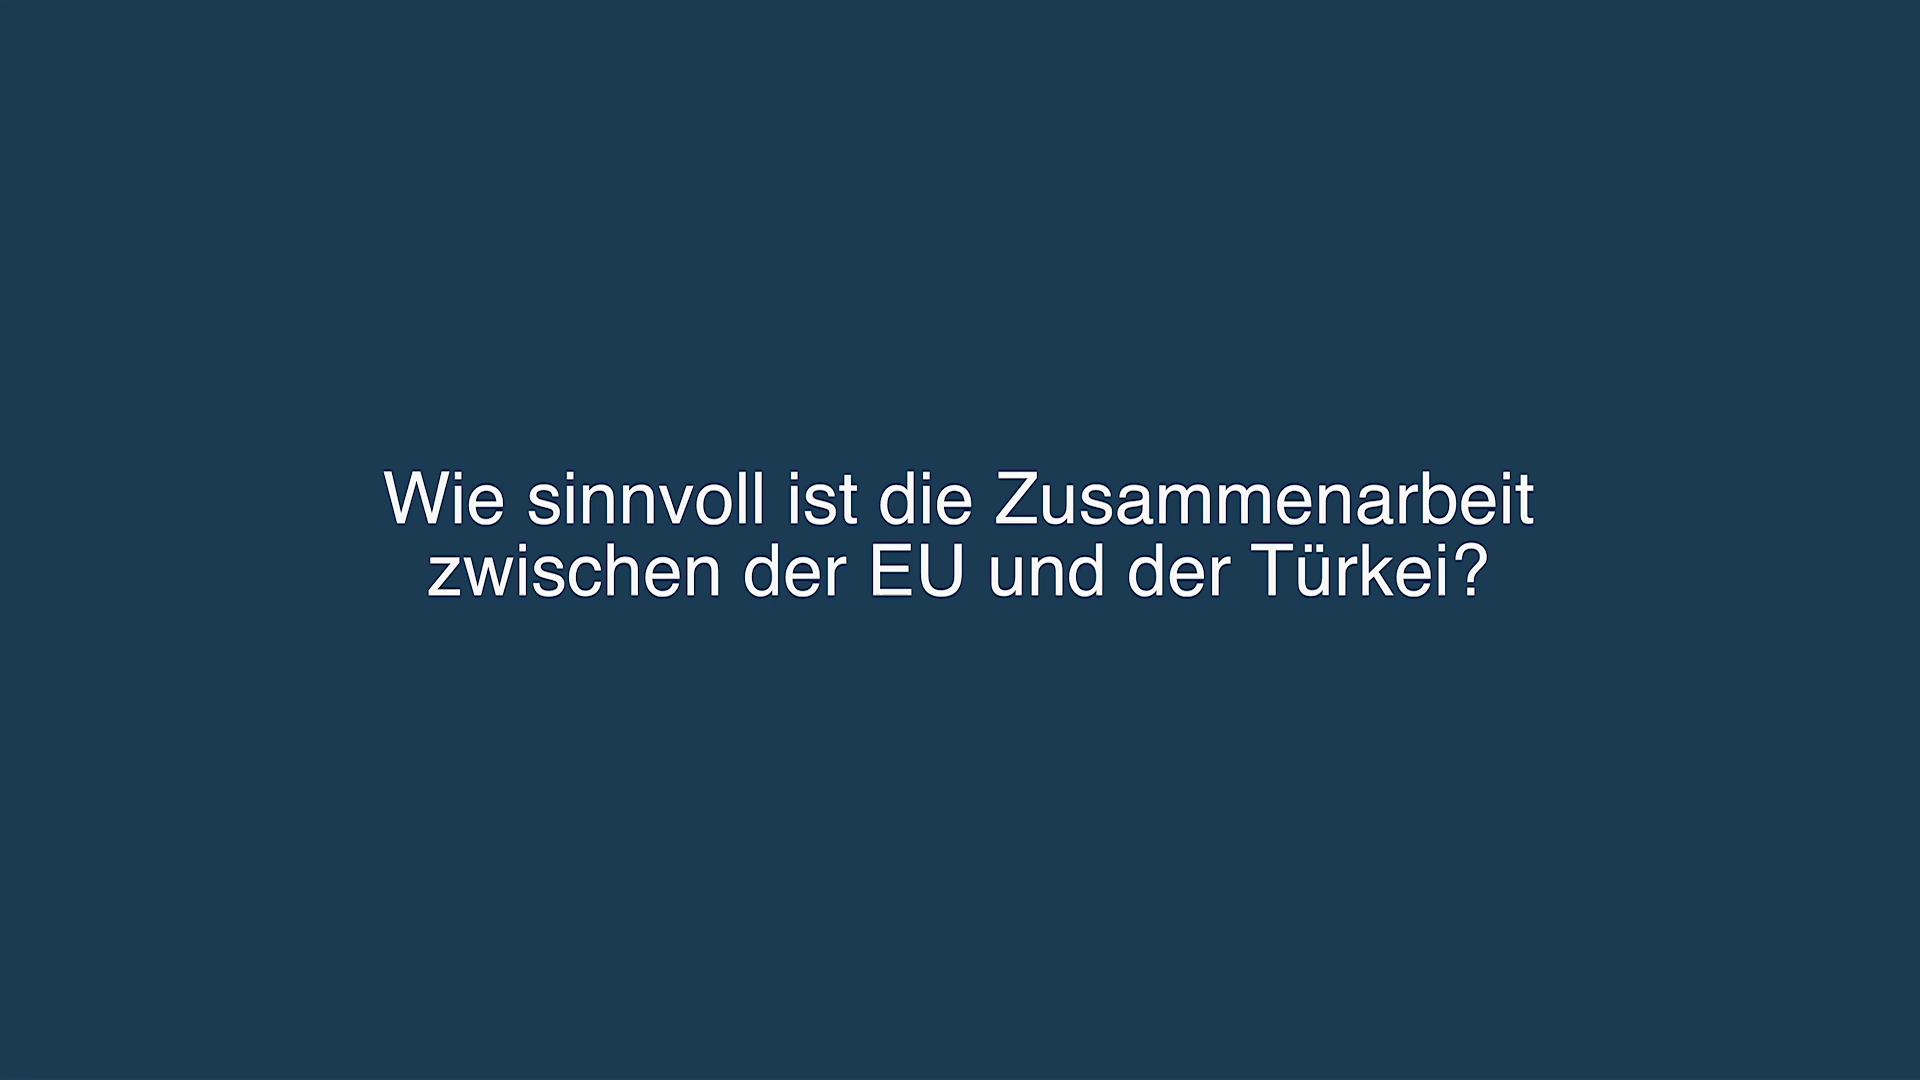 Wie sinnvoll ist die Zusammenarbeit
zwischen der EU und der Türkei?